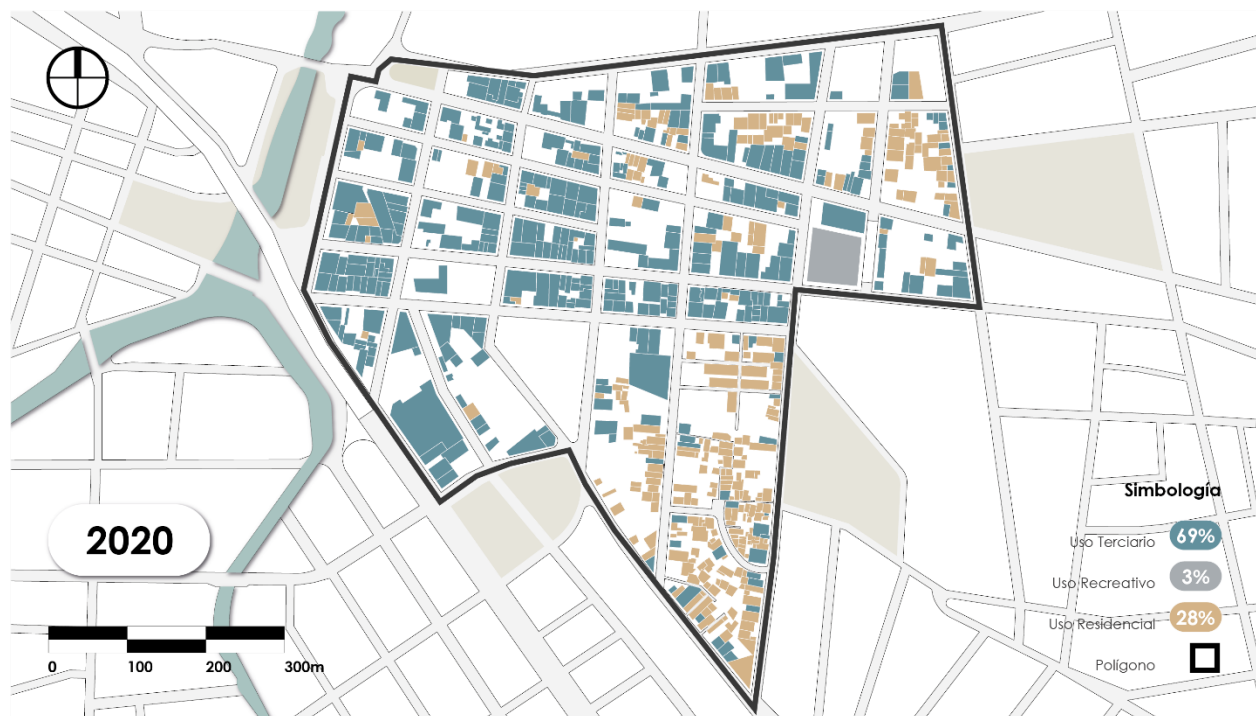 2020
0 100 200 300m
Simbología
Uso Terciario 69%
Uso Recreativo 3%
Uso Residencial 28%
Polígono